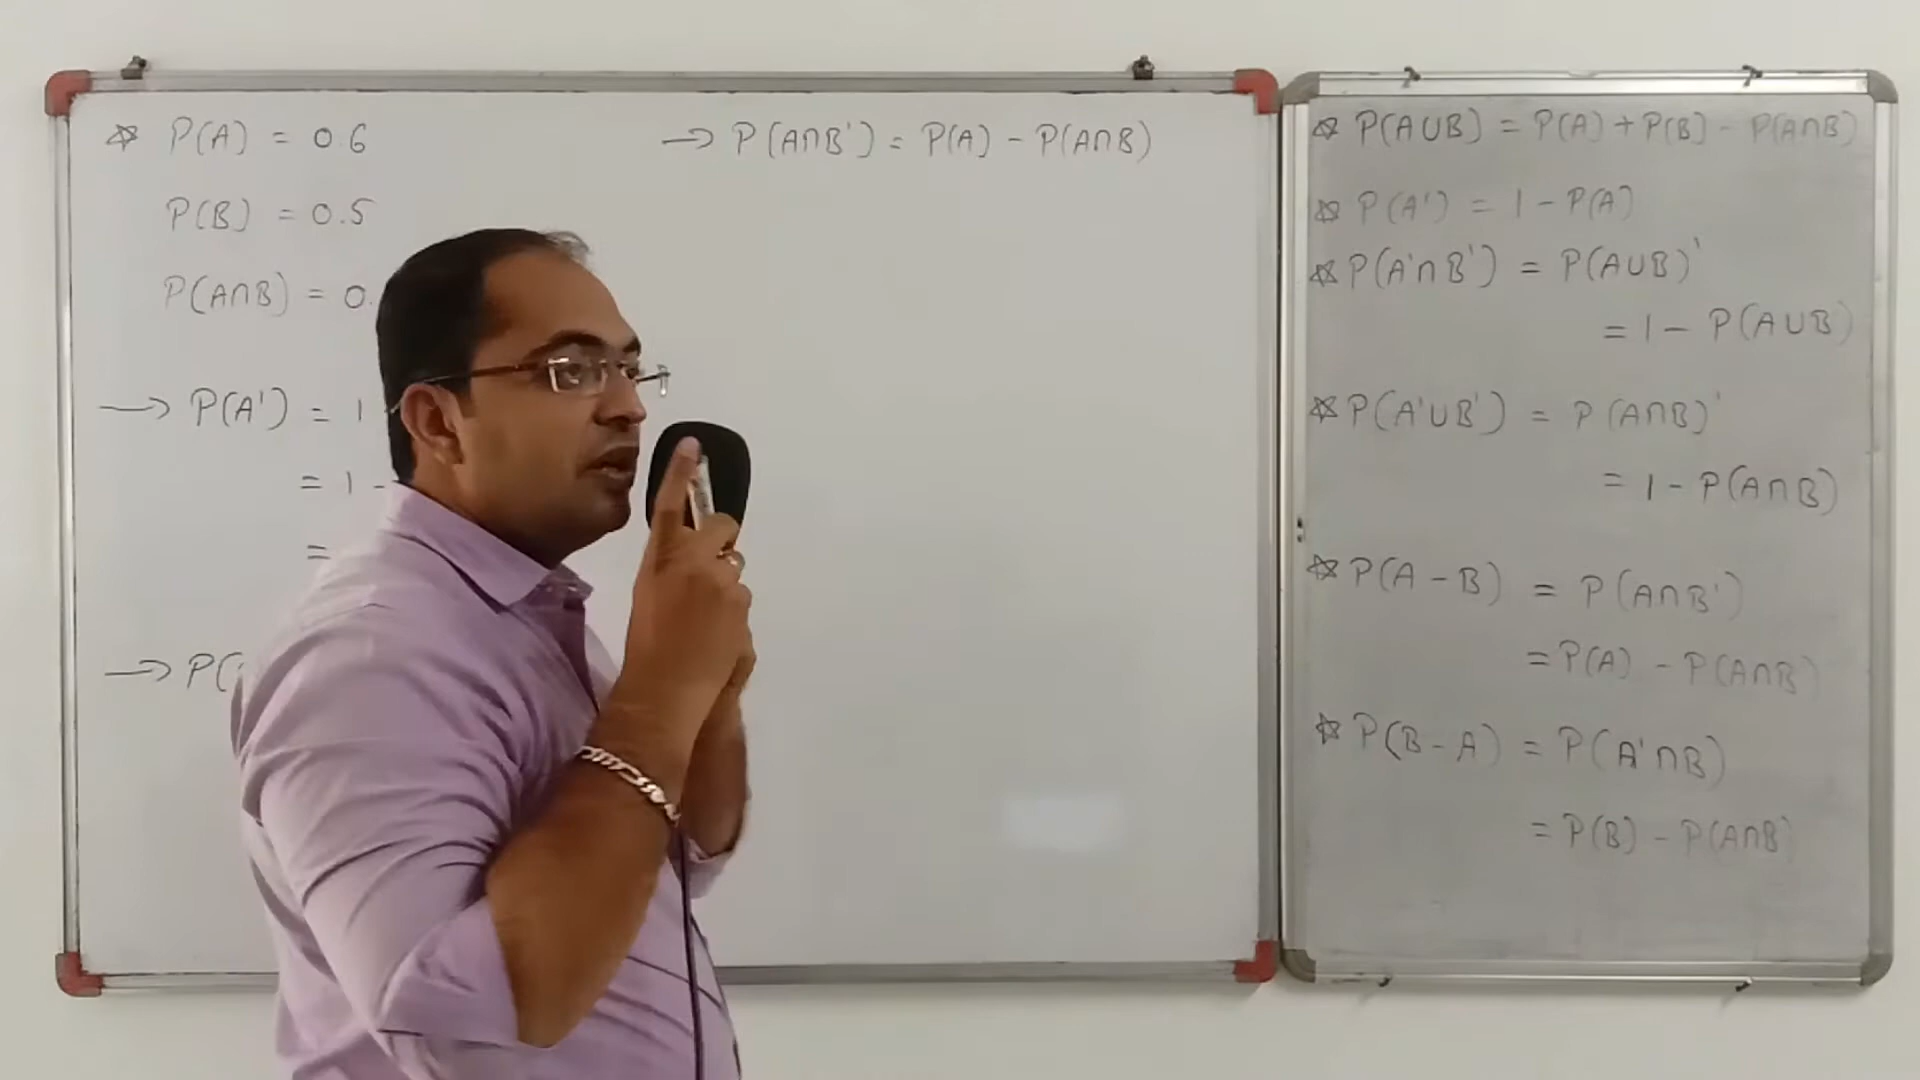 ☆ P(A) = 0.6
P(B) = 0.5
P(A∩B) = 0.
→ P(A') = 1
= 1 -
=
→ P(
→ P(A∩B') = P(A) - P(A∩B)
☆ P(A∪B) = P(A) + P(B) - P(A∩B)
☆ P(A') = 1 - P(A)
☆ P(A'∩B') = P(A∪B)'
= 1 - P(A∪B)
☆ P(A'∪B') = P(A∩B)'
= 1 - P(A∩B)
☆ P(A - B) = P(A∩B')
= P(A) - P(A∩B)
☆ P(B - A) = P(A'∩B)
= P(B) - P(A∩B)